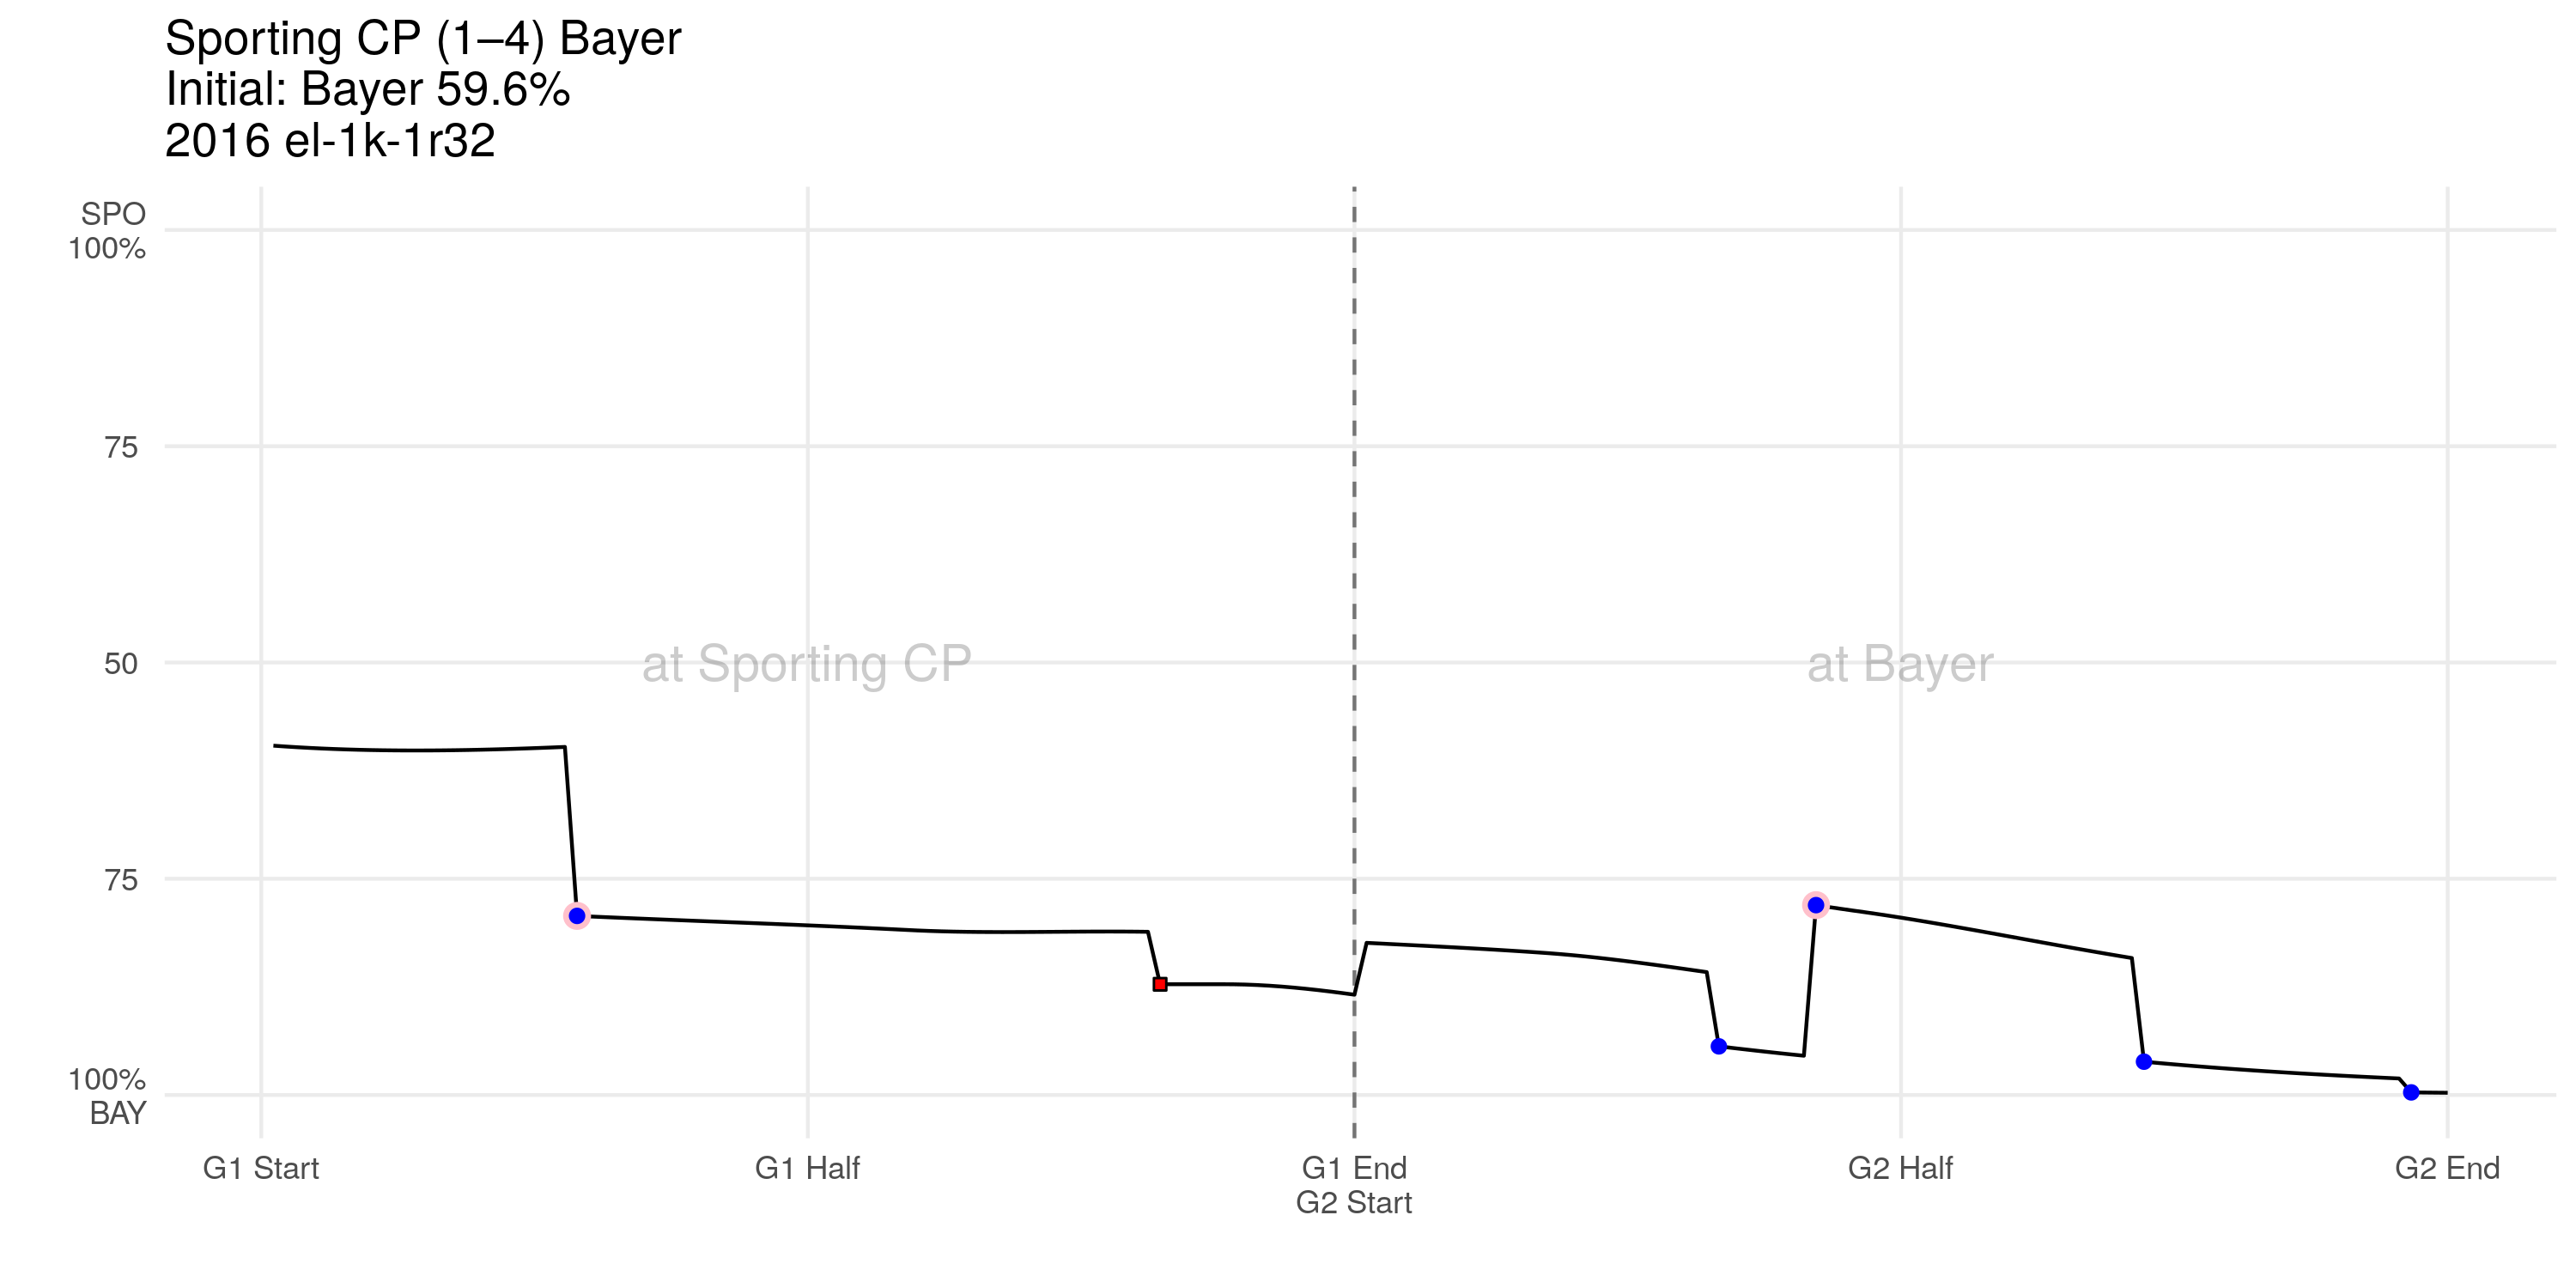 Sporting CP (1–4) Bayer
Initial: Bayer 59.6%
2016 el-1k-1r32
SPO
100%
75
50
75
100%
BAY
at Sporting CP
at Bayer
G1 Start
G1 Half
G1 End
G2 Start
G2 Half
G2 End